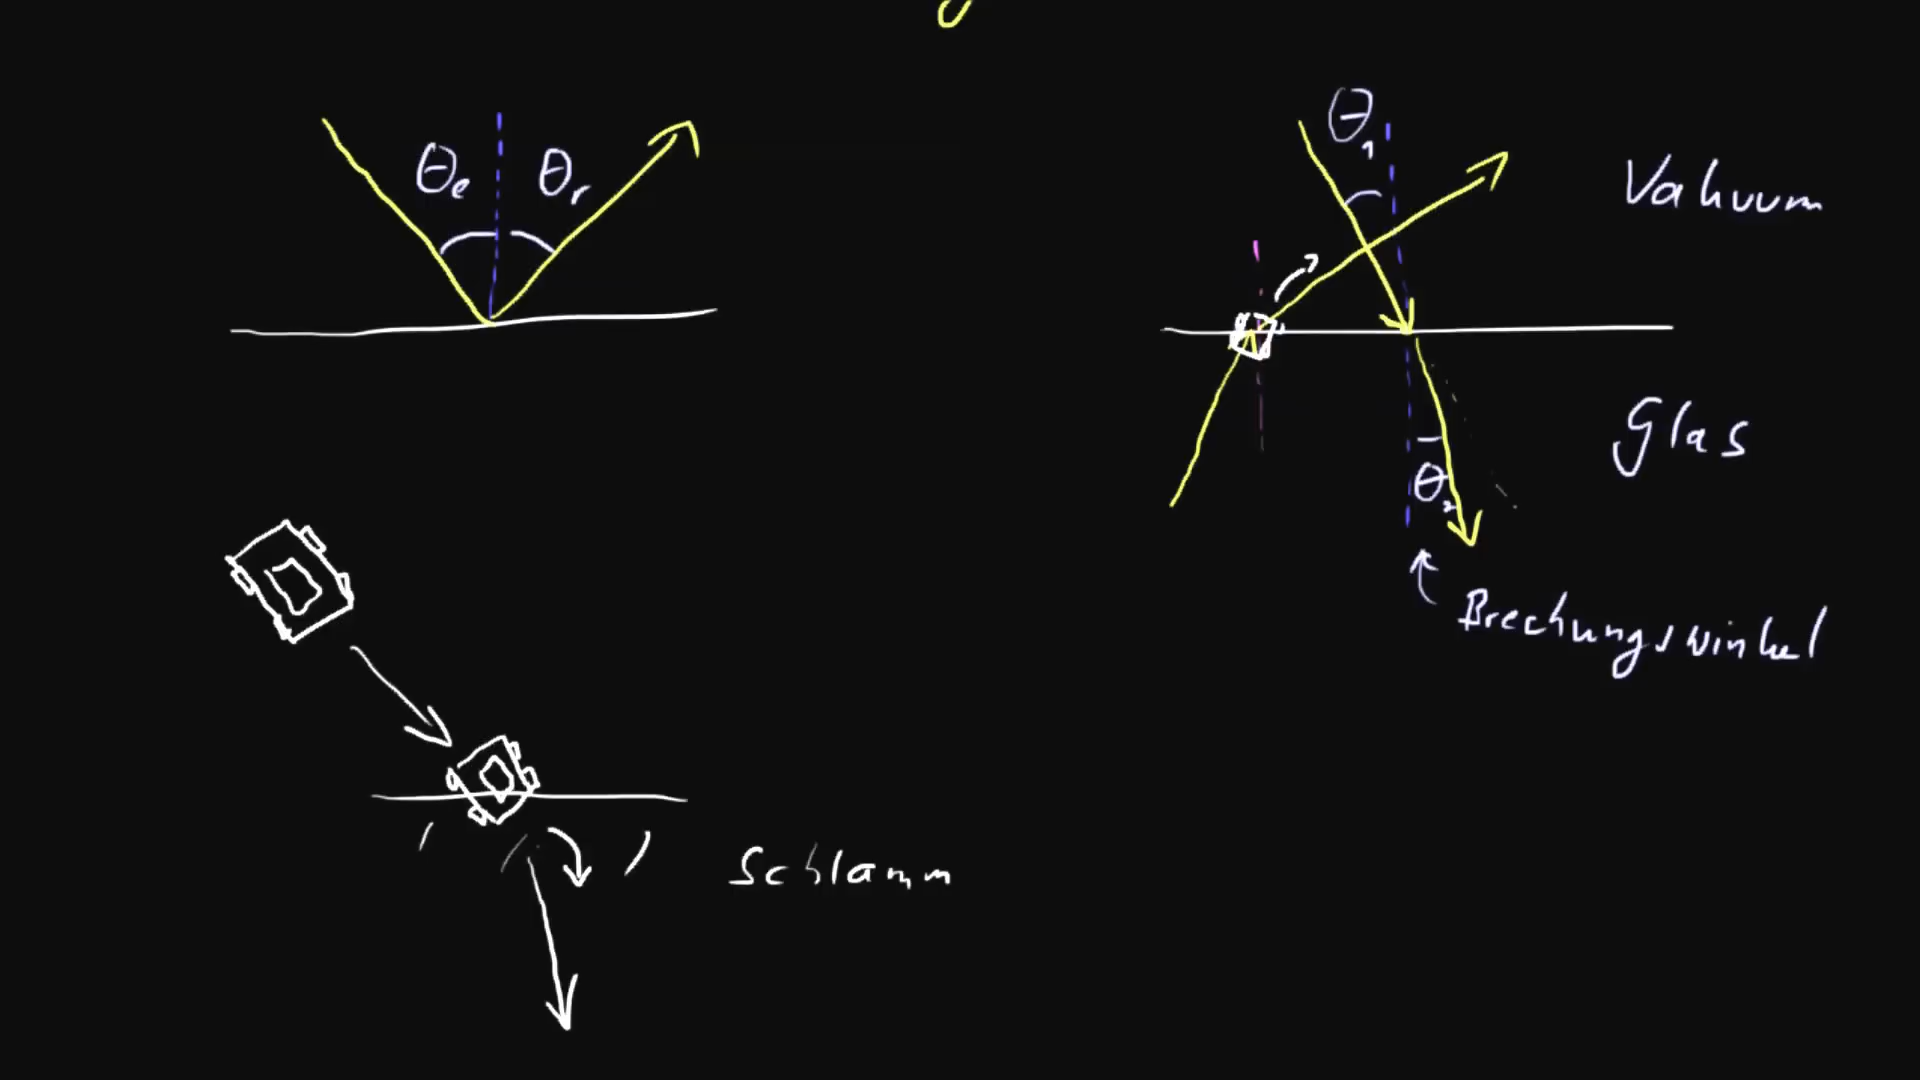 θe θr
θ1
Vakuum
Glas
θ2
Brechungswinkel
Schlamm